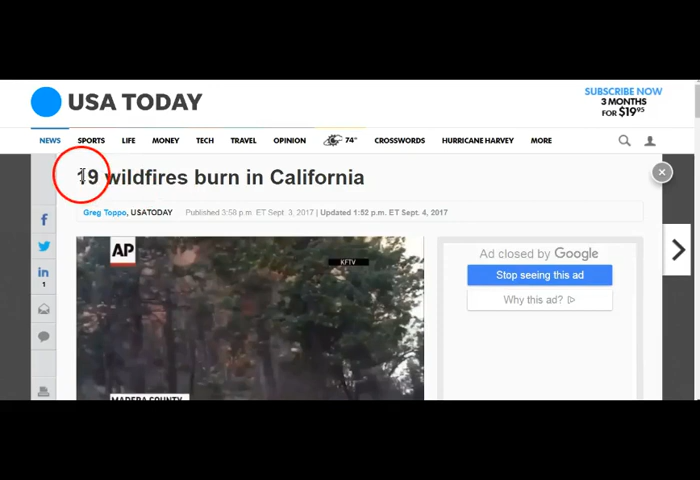 USA TODAY
SUBSCRIBE NOW
3 MONTHS
FOR $19.95
NEWS SPORTS LIFE MONEY TECH TRAVEL OPINION 74° CROSSWORDS HURRICANE HARVEY MORE
19 wildfires burn in California
Greg Toppo, USATODAY Published 3:58 p.m. ET Sept. 3, 2017 | Updated 1:52 p.m. ET Sept. 4, 2017
AP
KFTV
Ad closed by Google
Stop seeing this ad
Why this ad?
1
MADERA COUNTY